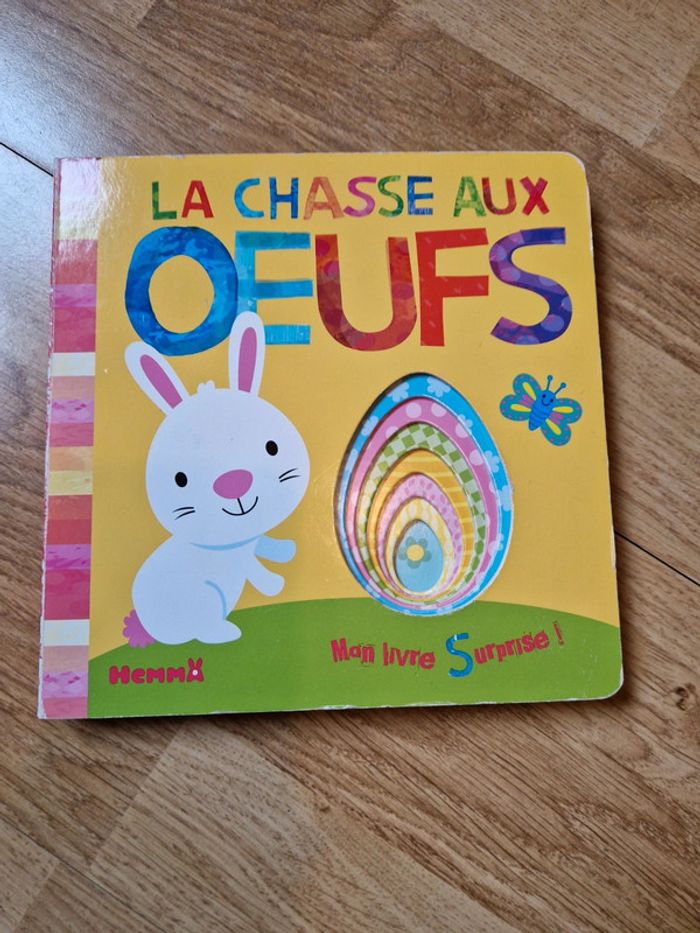 LA CHASSE AUX
OEUFS
Mon livre Surprise !
Hemma